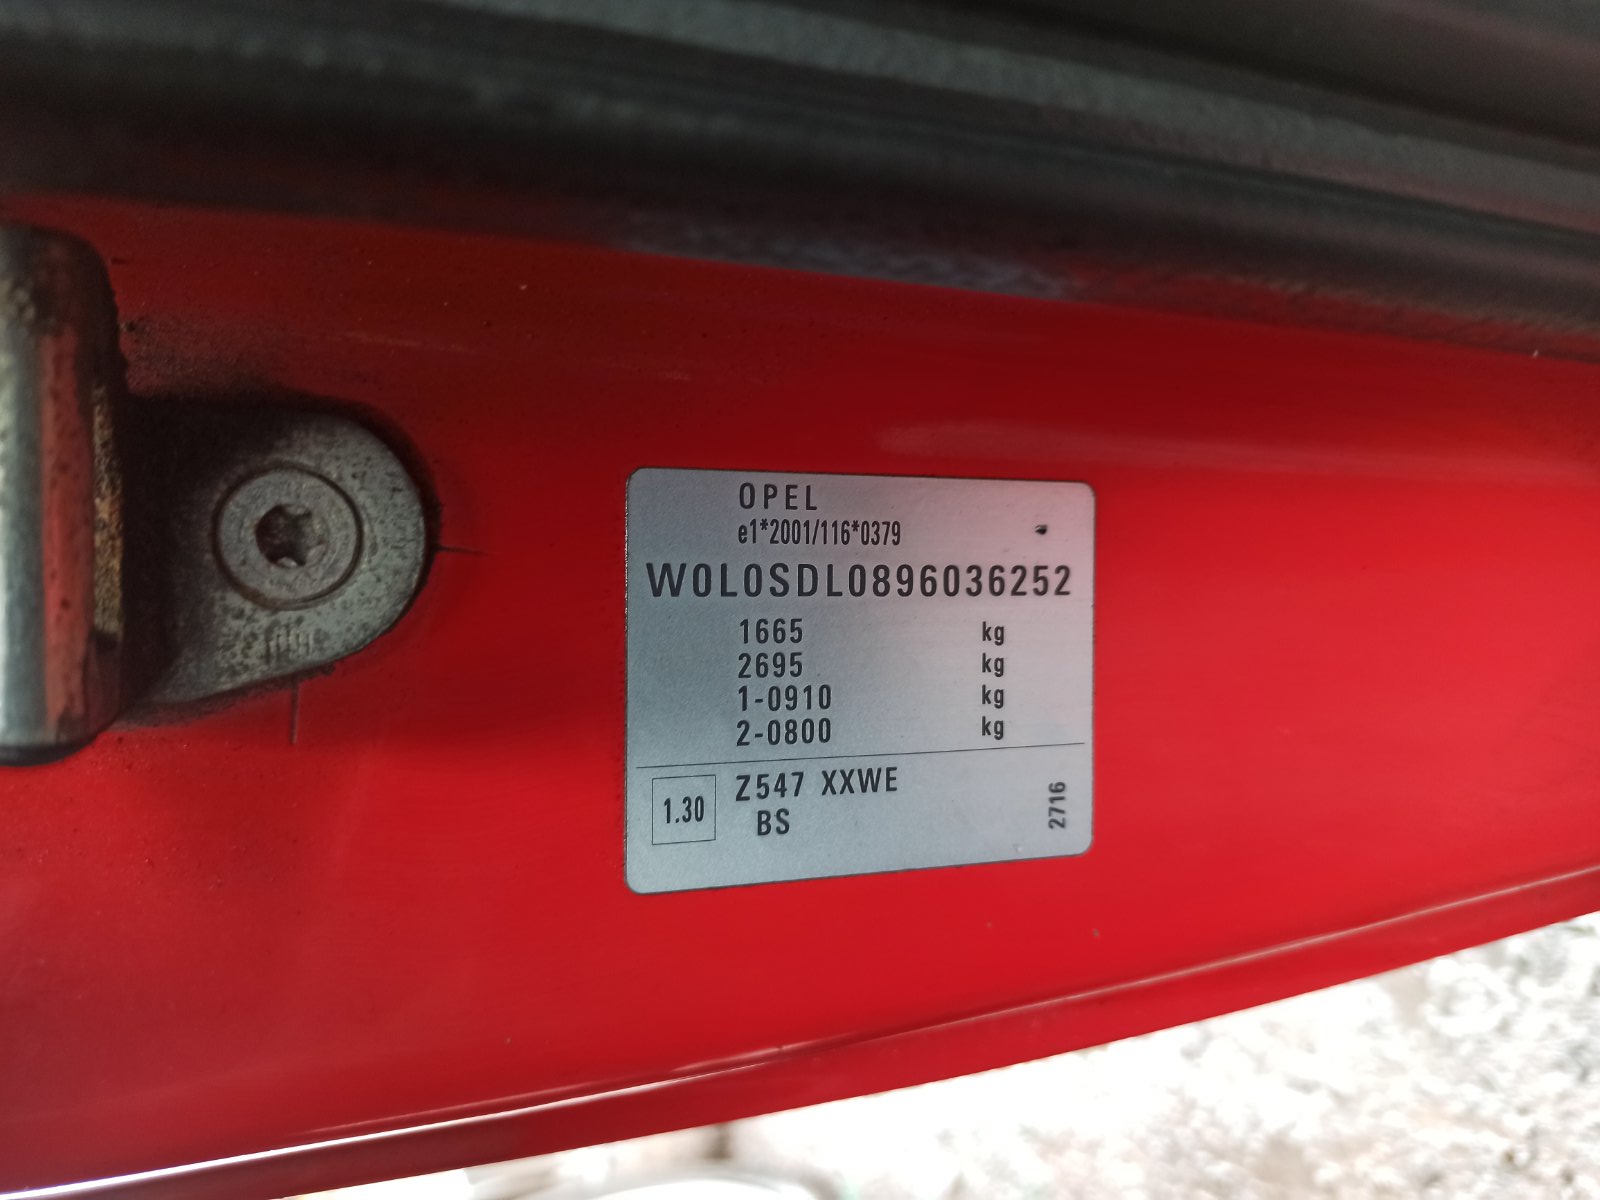 OPEL
e1*2001/116*0379
W0L0SDL0896036252
1665 kg
2695 kg
1-0910 kg
2-0800 kg
1.30 Z547 XXWE
BS
2716